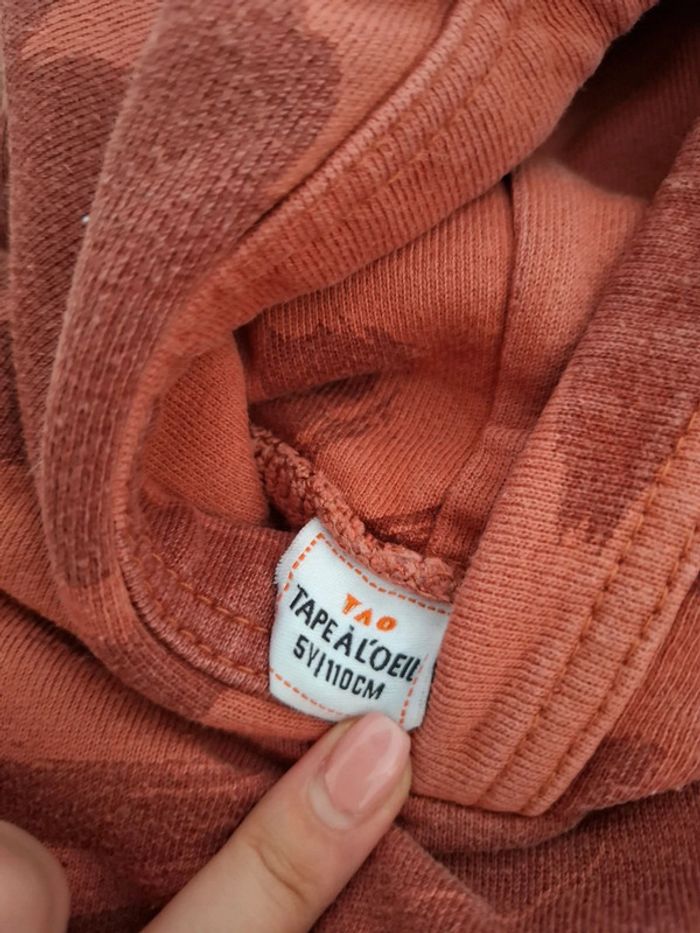 TAO
TAPE À L'OEIL
5Y|110CM